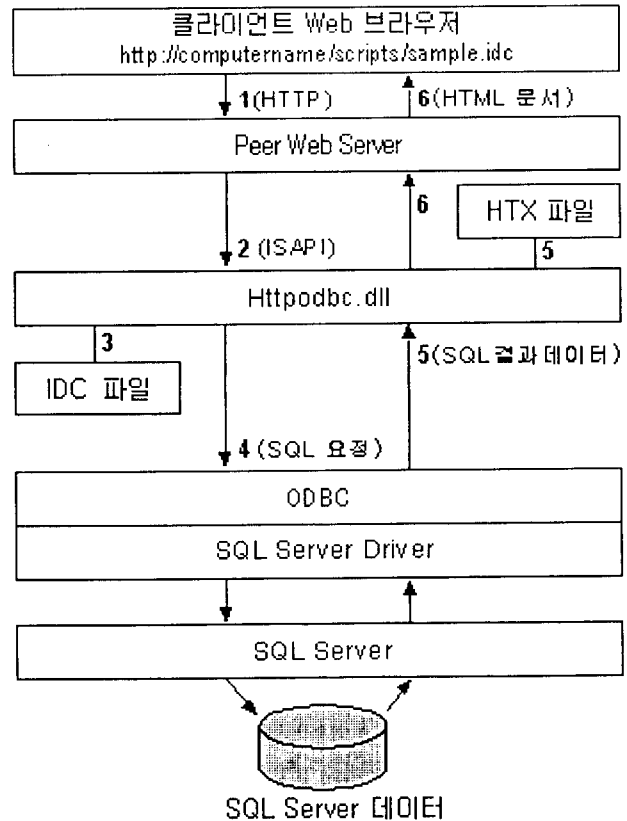 클라이언트 Web 브라우저
http://computername/scripts/sample.idc
1(HTTP)
6(HTML 문서)
Peer Web Server
6
HTX 파일
2 (ISAPI)
5
Httpodbc.dll
3
5(SQL결과데이터)
IDC 파일
4 (SQL 요청)
ODBC
SQL Server Driver
SQL Server
SQL Server 데이터